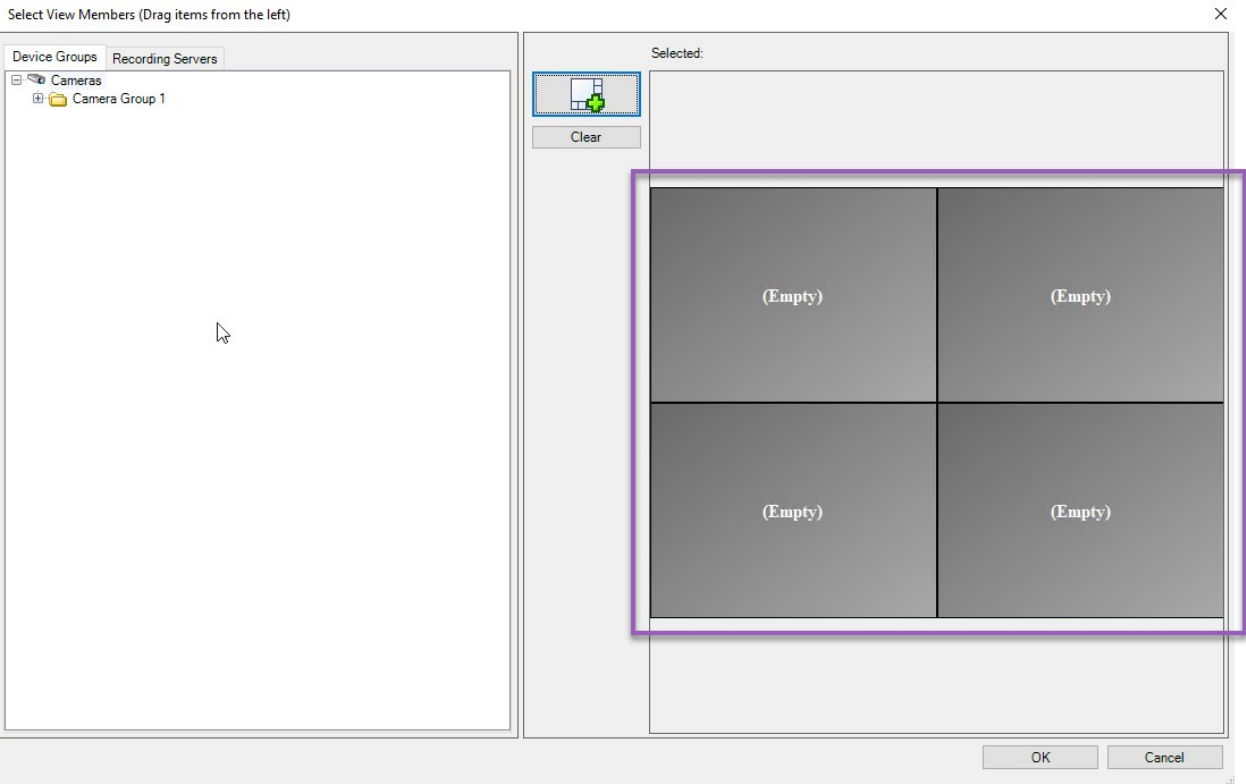 Select View Members (Drag items from the left)
Device Groups
Recording Servers
Cameras
Camera Group 1
Selected:
Clear
(Empty)
(Empty)
(Empty)
(Empty)
OK
Cancel